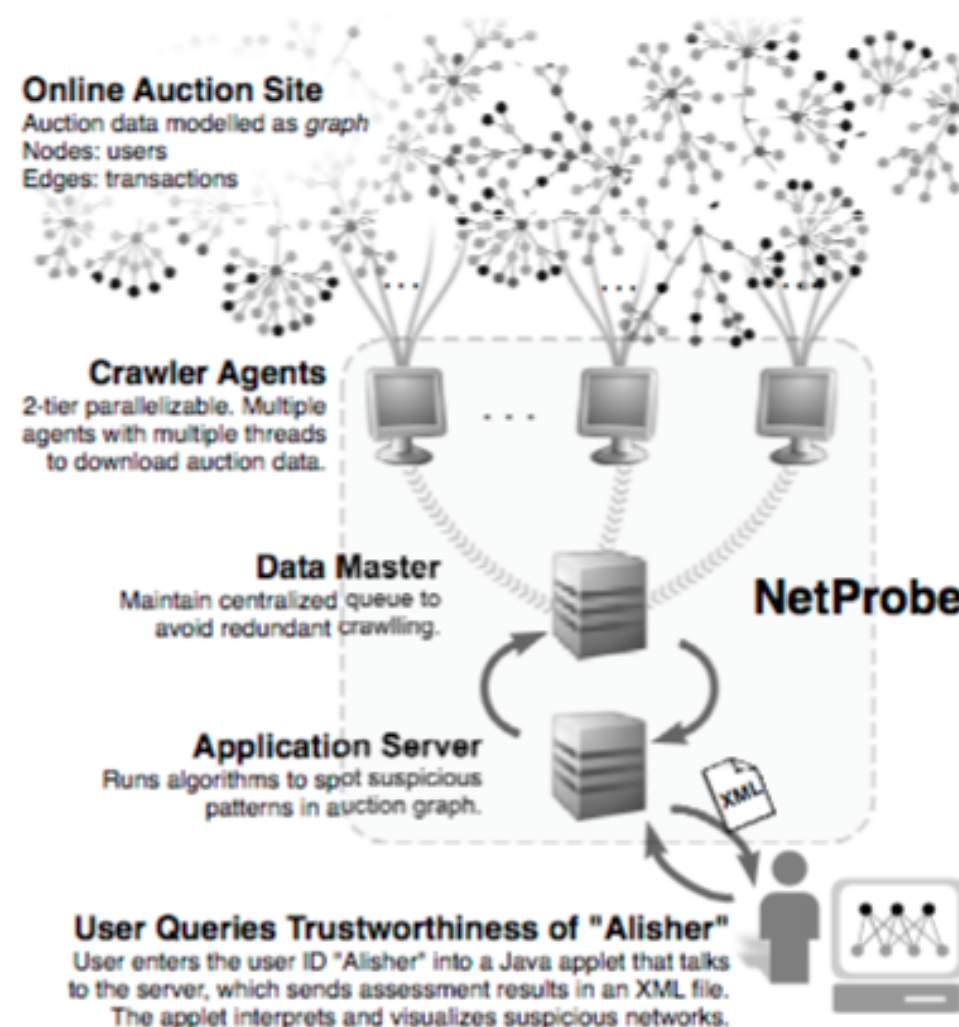 Online Auction Site
Auction data modelled as graph
Nodes: users
Edges: transactions
...
...
...
Crawler Agents
2-tier parallelizable. Multiple
agents with multiple threads
to download auction data.
...
Data Master
Maintain centralized queue to
avoid redundant crawlling.
NetProbe
Application Server
Runs algorithms to spot suspicious
patterns in auction graph.
XML
User Queries Trustworthiness of "Alisher"
User enters the user ID "Alisher" into a Java applet that talks
to the server, which sends assessment results in an XML file.
The applet interprets and visualizes suspicious networks.